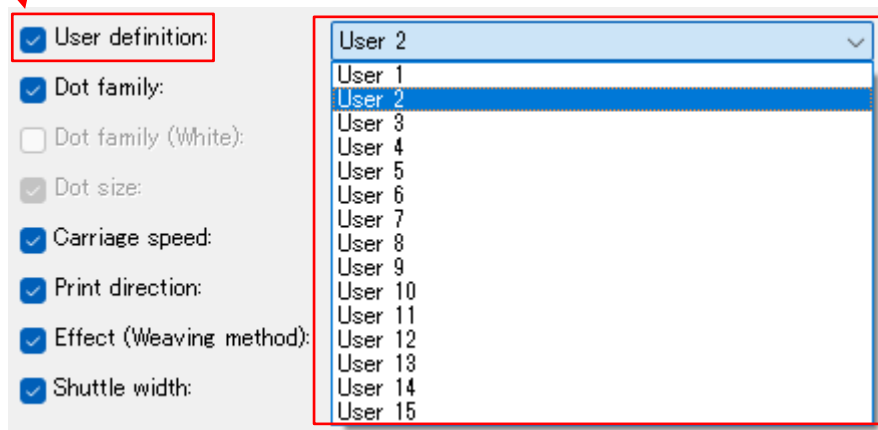 User definition:
User 2
Dot family:
User 1
User 2
Dot family (White):
User 3
User 4
Dot size:
User 5
User 6
Carriage speed:
User 7
User 8
Print direction:
User 9
User 10
Effect (Weaving method):
User 11
User 12
Shuttle width:
User 13
User 14
User 15